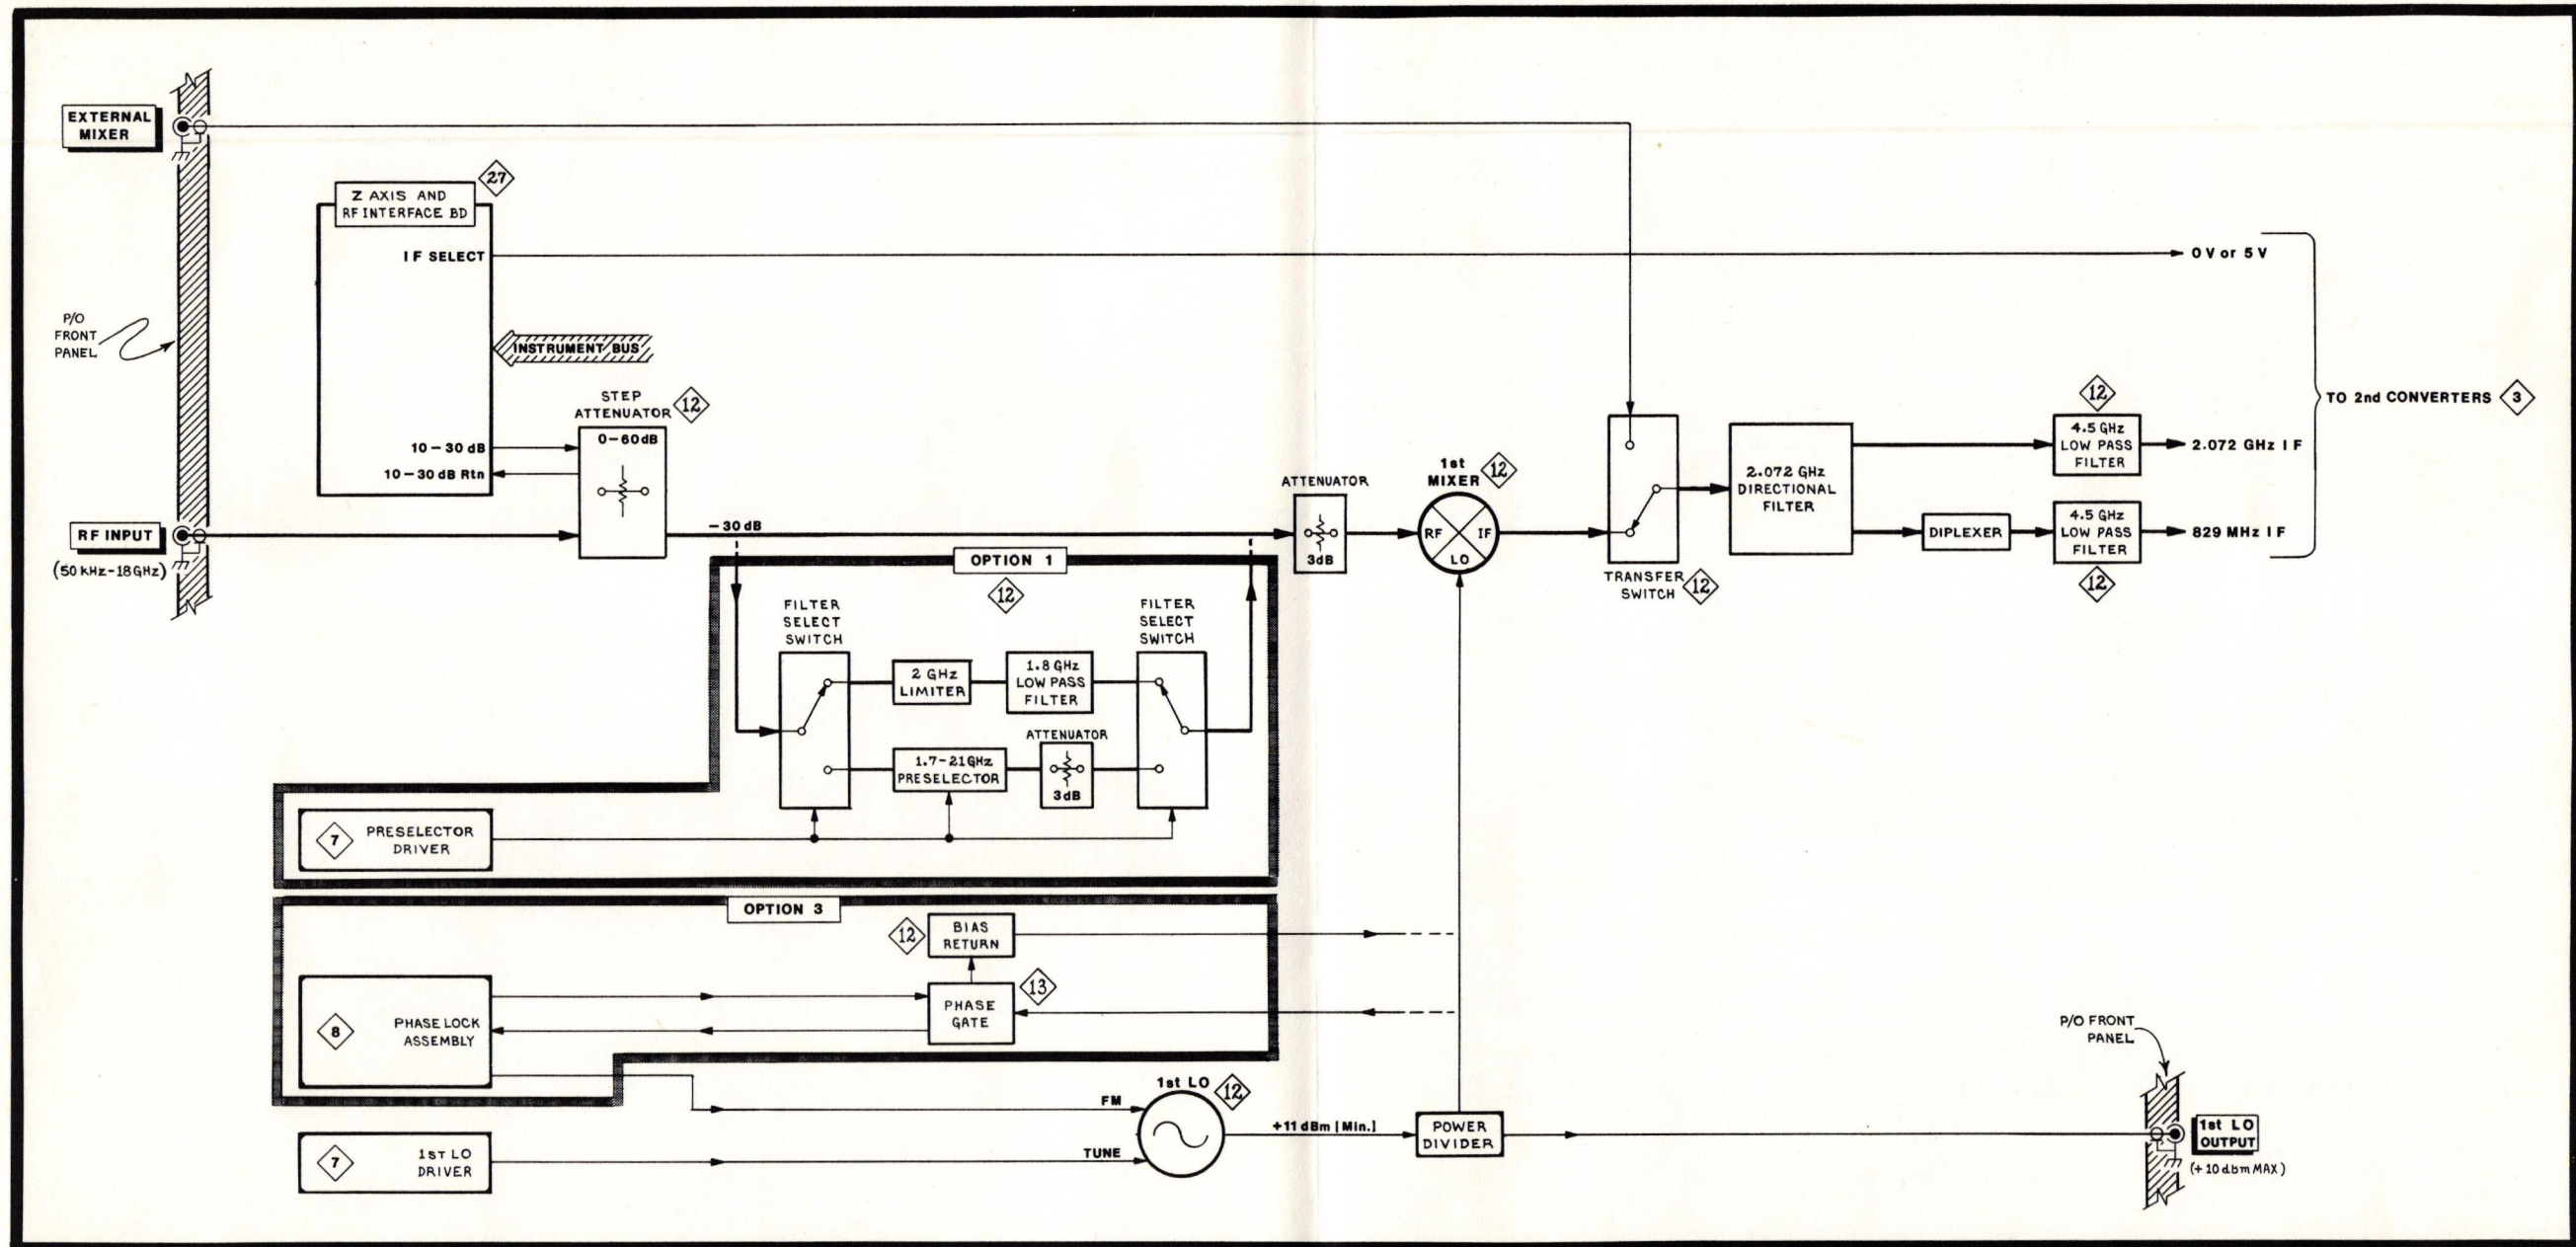 EXTERNAL
MIXER
27
Z AXIS AND
RF INTERFACE BD
IF SELECT
0 V or 5 V
P/O
FRONT
PANEL
INSTRUMENT BUS
STEP
ATTENUATOR
12
0-60dB
10 - 30 dB
10 - 30 dB Rtn
RF INPUT
(50 KHz-18GHz)
- 30 dB
ATTENUATOR
3dB
1st
MIXER
12
RF
IF
LO
TRANSFER
SWITCH
12
2.072 GHz
DIRECTIONAL
FILTER
12
4.5 GHz
LOW PASS
FILTER
2.072 GHz I F
DIPLEXER
4.5 GHz
LOW PASS
FILTER
12
829 MHz I F
TO 2nd CONVERTERS
3
OPTION 1
12
FILTER
SELECT
SWITCH
FILTER
SELECT
SWITCH
2 GHz
LIMITER
1.8 GHz
LOW PASS
FILTER
1.7-21GHz
PRESELECTOR
ATTENUATOR
3dB
7
PRESELECTOR
DRIVER
OPTION 3
12
BIAS
RETURN
13
PHASE
GATE
8
PHASE LOCK
ASSEMBLY
7
1ST LO
DRIVER
FM
TUNE
1st LO
12
+11 dBm [Min.]
POWER
DIVIDER
P/O FRONT
PANEL
1st LO
OUTPUT
(+ 10 dbm MAX)